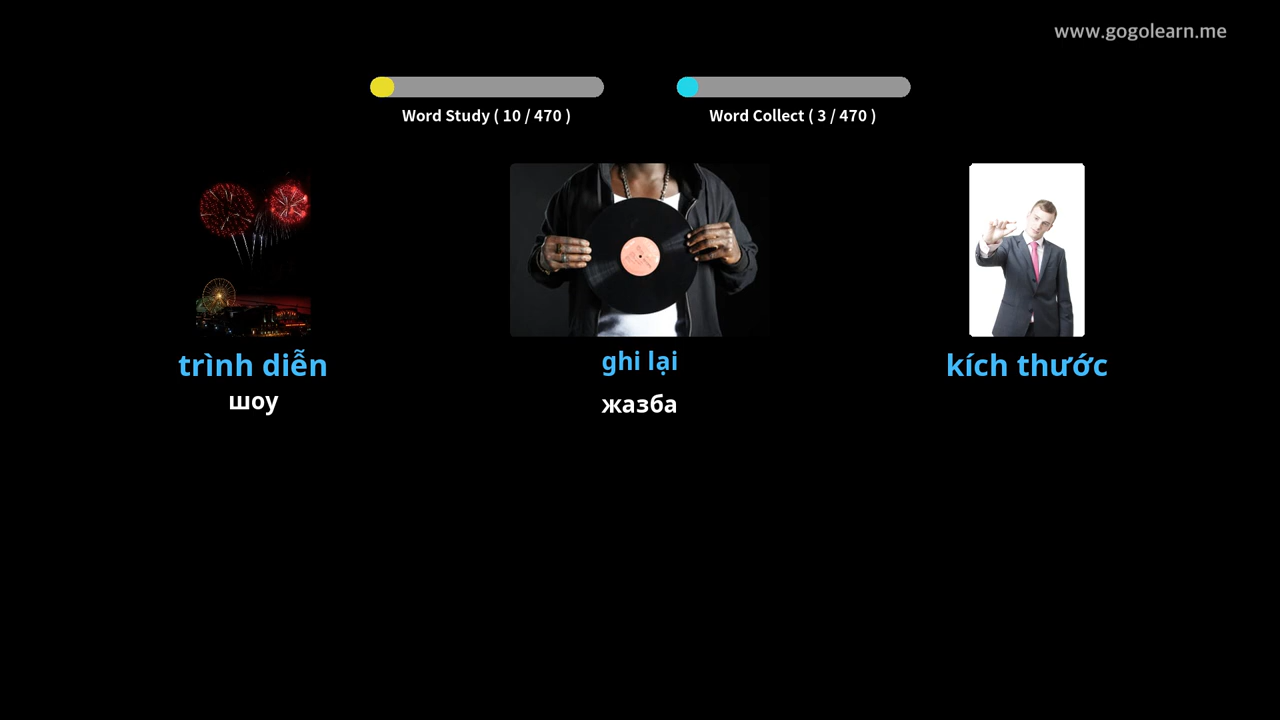 www.gogolearn.me
Word Study ( 10 / 470 )
Word Collect ( 3 / 470 )
trình diễn
шоу
ghi lại
жазба
kích thước